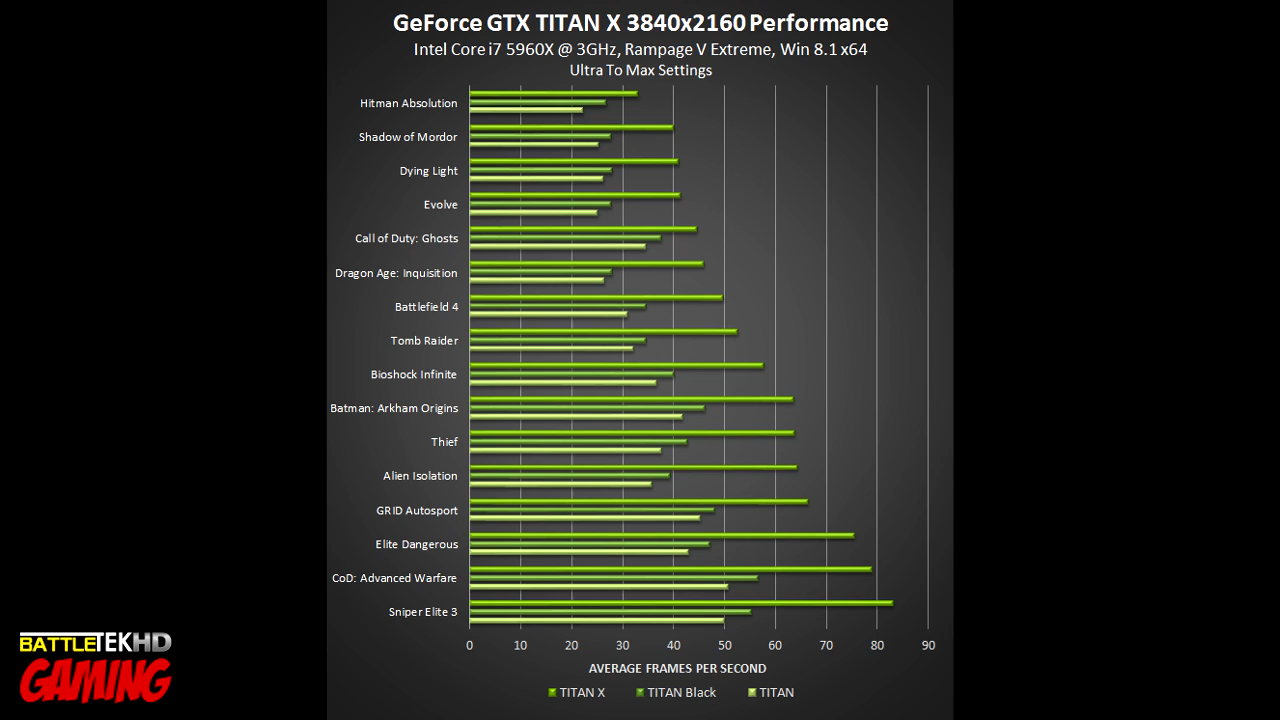 GeForce GTX TITAN X 3840x2160 Performance
Intel Core i7 5960X @ 3GHz, Rampage V Extreme, Win 8.1 x64
Ultra To Max Settings
Hitman Absolution
Shadow of Mordor
Dying Light
Evolve
Call of Duty: Ghosts
Dragon Age: Inquisition
Battlefield 4
Tomb Raider
Bioshock Infinite
Batman: Arkham Origins
Thief
Alien Isolation
GRID Autosport
Elite Dangerous
CoD: Advanced Warfare
Sniper Elite 3
0 10 20 30 40 50 60 70 80 90
AVERAGE FRAMES PER SECOND
TITAN X TITAN Black TITAN
BATTLETEKHD
GAMING